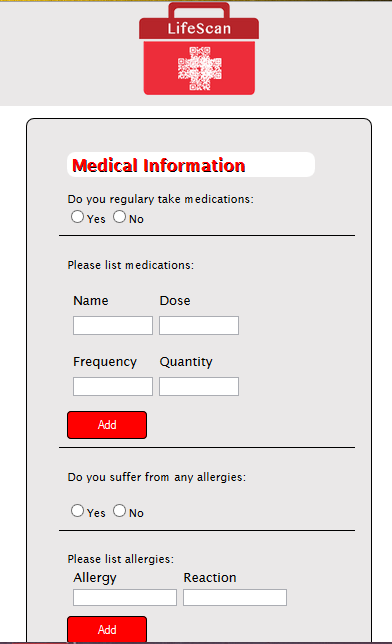 LifeScan
Medical Information
Do you regulary take medications:
Yes No
Please list medications:
Name Dose
Frequency Quantity
Add
Do you suffer from any allergies:
Yes No
Please list allergies:
Allergy Reaction
Add